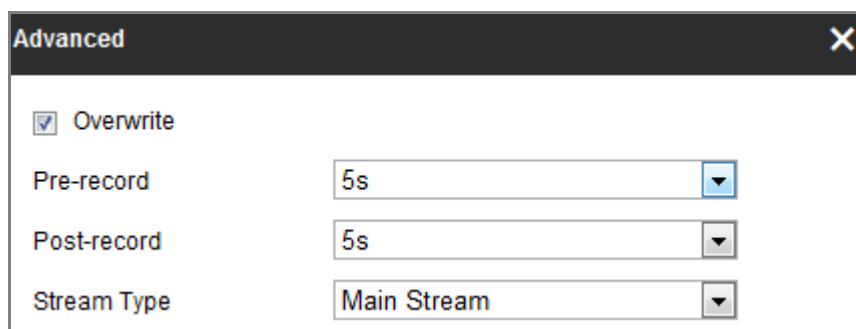 Advanced
Overwrite
Pre-record 5s
Post-record 5s
Stream Type Main Stream